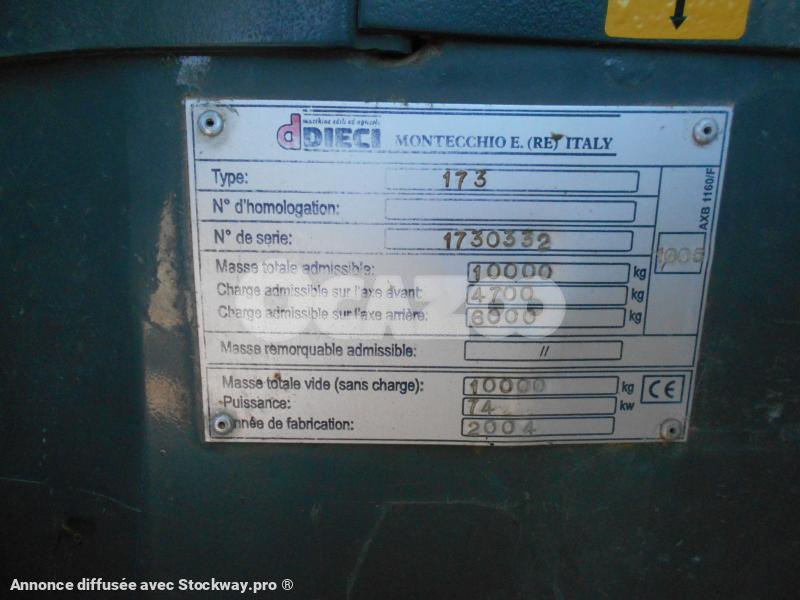 macchine edili ed agricole
dDIECI MONTECCHIO E. (RE) ITALY
Type: 173
N° d'homologation:
N° de serie: 1730332
AXB 1160/F
1005
Masse totale admissible: 10000 kg
Charge admissible sur l'axe avant: 4700 kg
Charge admissible sur l'axe arrière: 6000 kg
OCAZOO
Masse remorquable admissible: //
Masse totale vide (sans charge): 10000 kg CE
Puissance: 74 kw
Année de fabrication: 2004
Annonce diffusée avec Stockway.pro ®